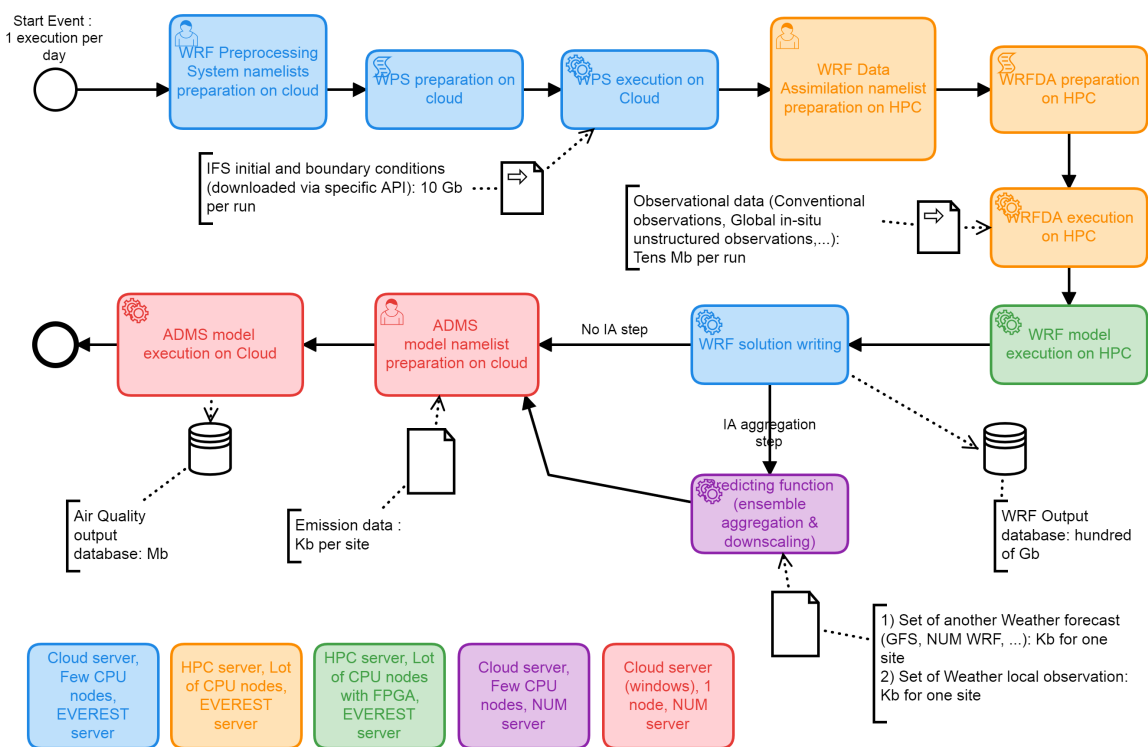 Start Event :
1 execution per
day
WRF Preprocessing
System namelists
preparation on cloud
WPS preparation on
cloud
WPS execution on
Cloud
WRF Data
Assimilation namelist
preparation on HPC
WRFDA preparation
on HPC
IFS initial and boundary conditions
(downloaded via specific API): 10 Gb
per run
Observational data (Conventional
observations, Global in-situ
unstructured observations,...):
Tens Mb per run
WRFDA execution
on HPC
ADMS model
execution on Cloud
ADMS
model namelist
preparation on cloud
No IA step
WRF solution writing
WRF model
execution on HPC
IA aggregation
step
Predicting function
(ensemble
aggregation &
downscaling)
Air Quality
output
database: Mb
Emission data :
Kb per site
WRF Output
database: hundred
of Gb
1) Set of another Weather forecast
(GFS, NUM WRF, ...): Kb for one
site
2) Set of Weather local observation:
Kb for one site
Cloud server,
Few CPU
nodes,
EVEREST
server
HPC server, Lot
of CPU nodes,
EVEREST
server
HPC server, Lot
of CPU nodes
with FPGA,
EVEREST
server
Cloud server,
Few CPU
nodes, NUM
server
Cloud server
(windows), 1
node, NUM
server